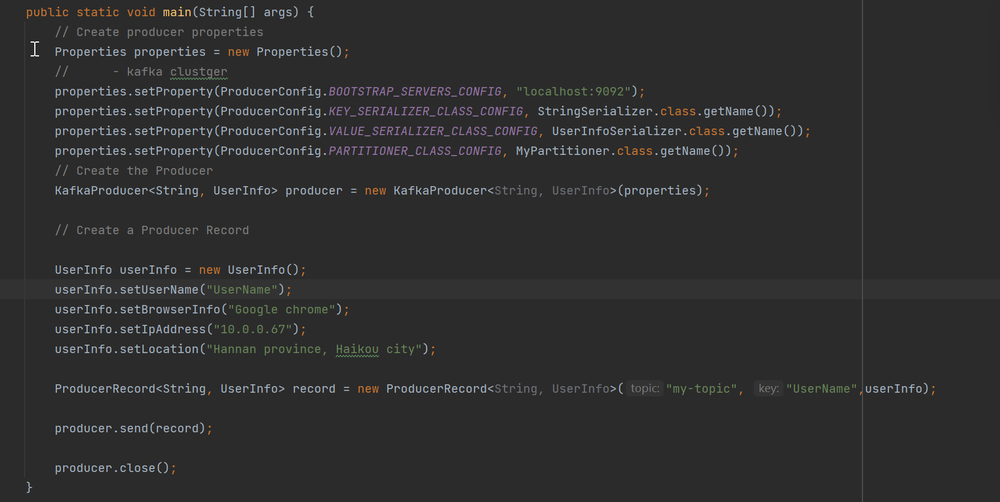 public static void main(String[] args) {
// Create producer properties
Properties properties = new Properties();
//      - kafka clustger
properties.setProperty(ProducerConfig.BOOTSTRAP_SERVERS_CONFIG, "localhost:9092");
properties.setProperty(ProducerConfig.KEY_SERIALIZER_CLASS_CONFIG, StringSerializer.class.getName());
properties.setProperty(ProducerConfig.VALUE_SERIALIZER_CLASS_CONFIG, UserInfoSerializer.class.getName());
properties.setProperty(ProducerConfig.PARTITIONER_CLASS_CONFIG, MyPartitioner.class.getName());
// Create the Producer
KafkaProducer<String, UserInfo> producer = new KafkaProducer<String, UserInfo>(properties);
// Create a Producer Record
UserInfo userInfo = new UserInfo();
userInfo.setUserName("UserName");
userInfo.setBrowserInfo("Google chrome");
userInfo.setIpAddress("10.0.0.67");
userInfo.setLocation("Hannan province, Haikou city");
ProducerRecord<String, UserInfo> record = new ProducerRecord<String, UserInfo>( topic: "my-topic", key: "UserName",userInfo);
producer.send(record);
producer.close();
}